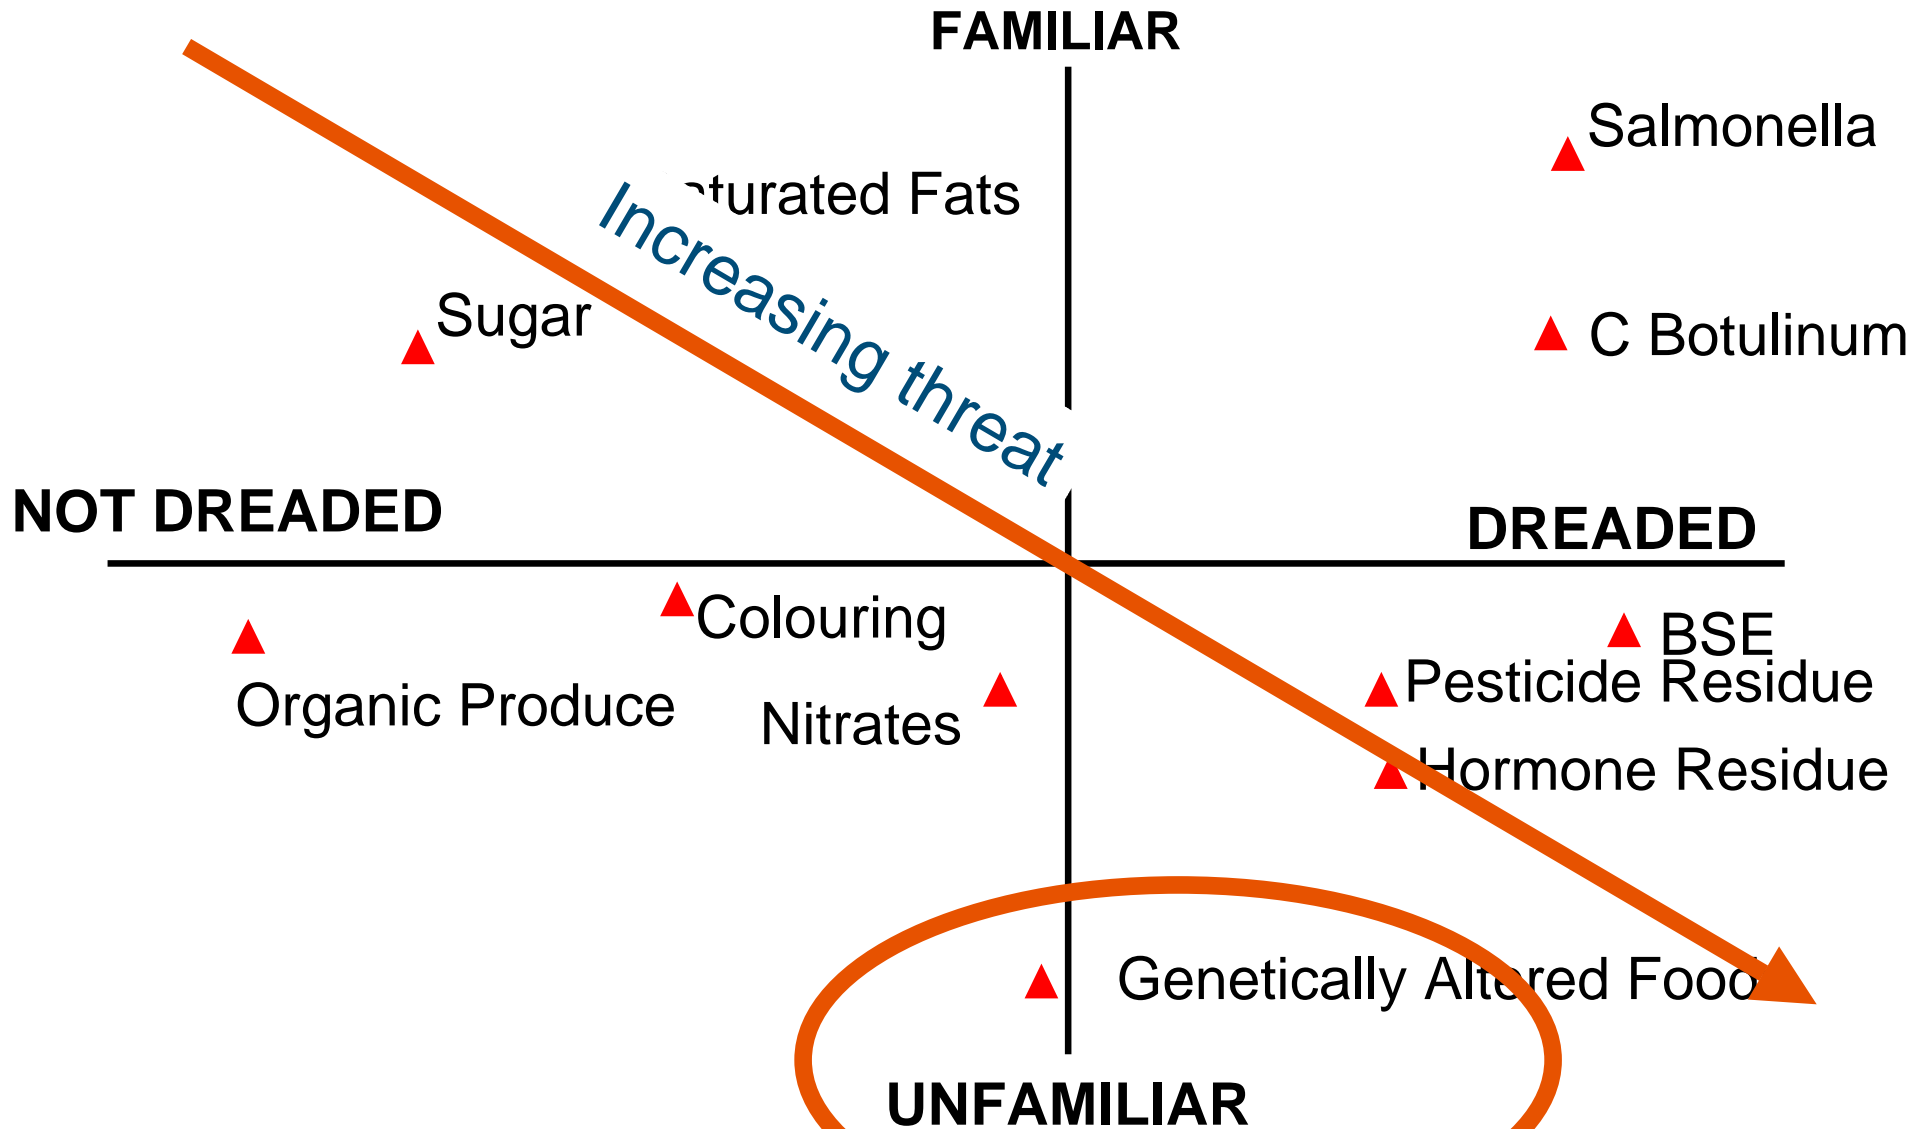 FAMILIAR
Salmonella
aturated Fats
Increasing threat
Sugar
C Botulinum
NOT DREADED
DREADED
Colouring
BSE
Organic Produce
Pesticide Residue
Nitrates
Hormone Residue
Genetically Altered Food
UNFAMILIAR